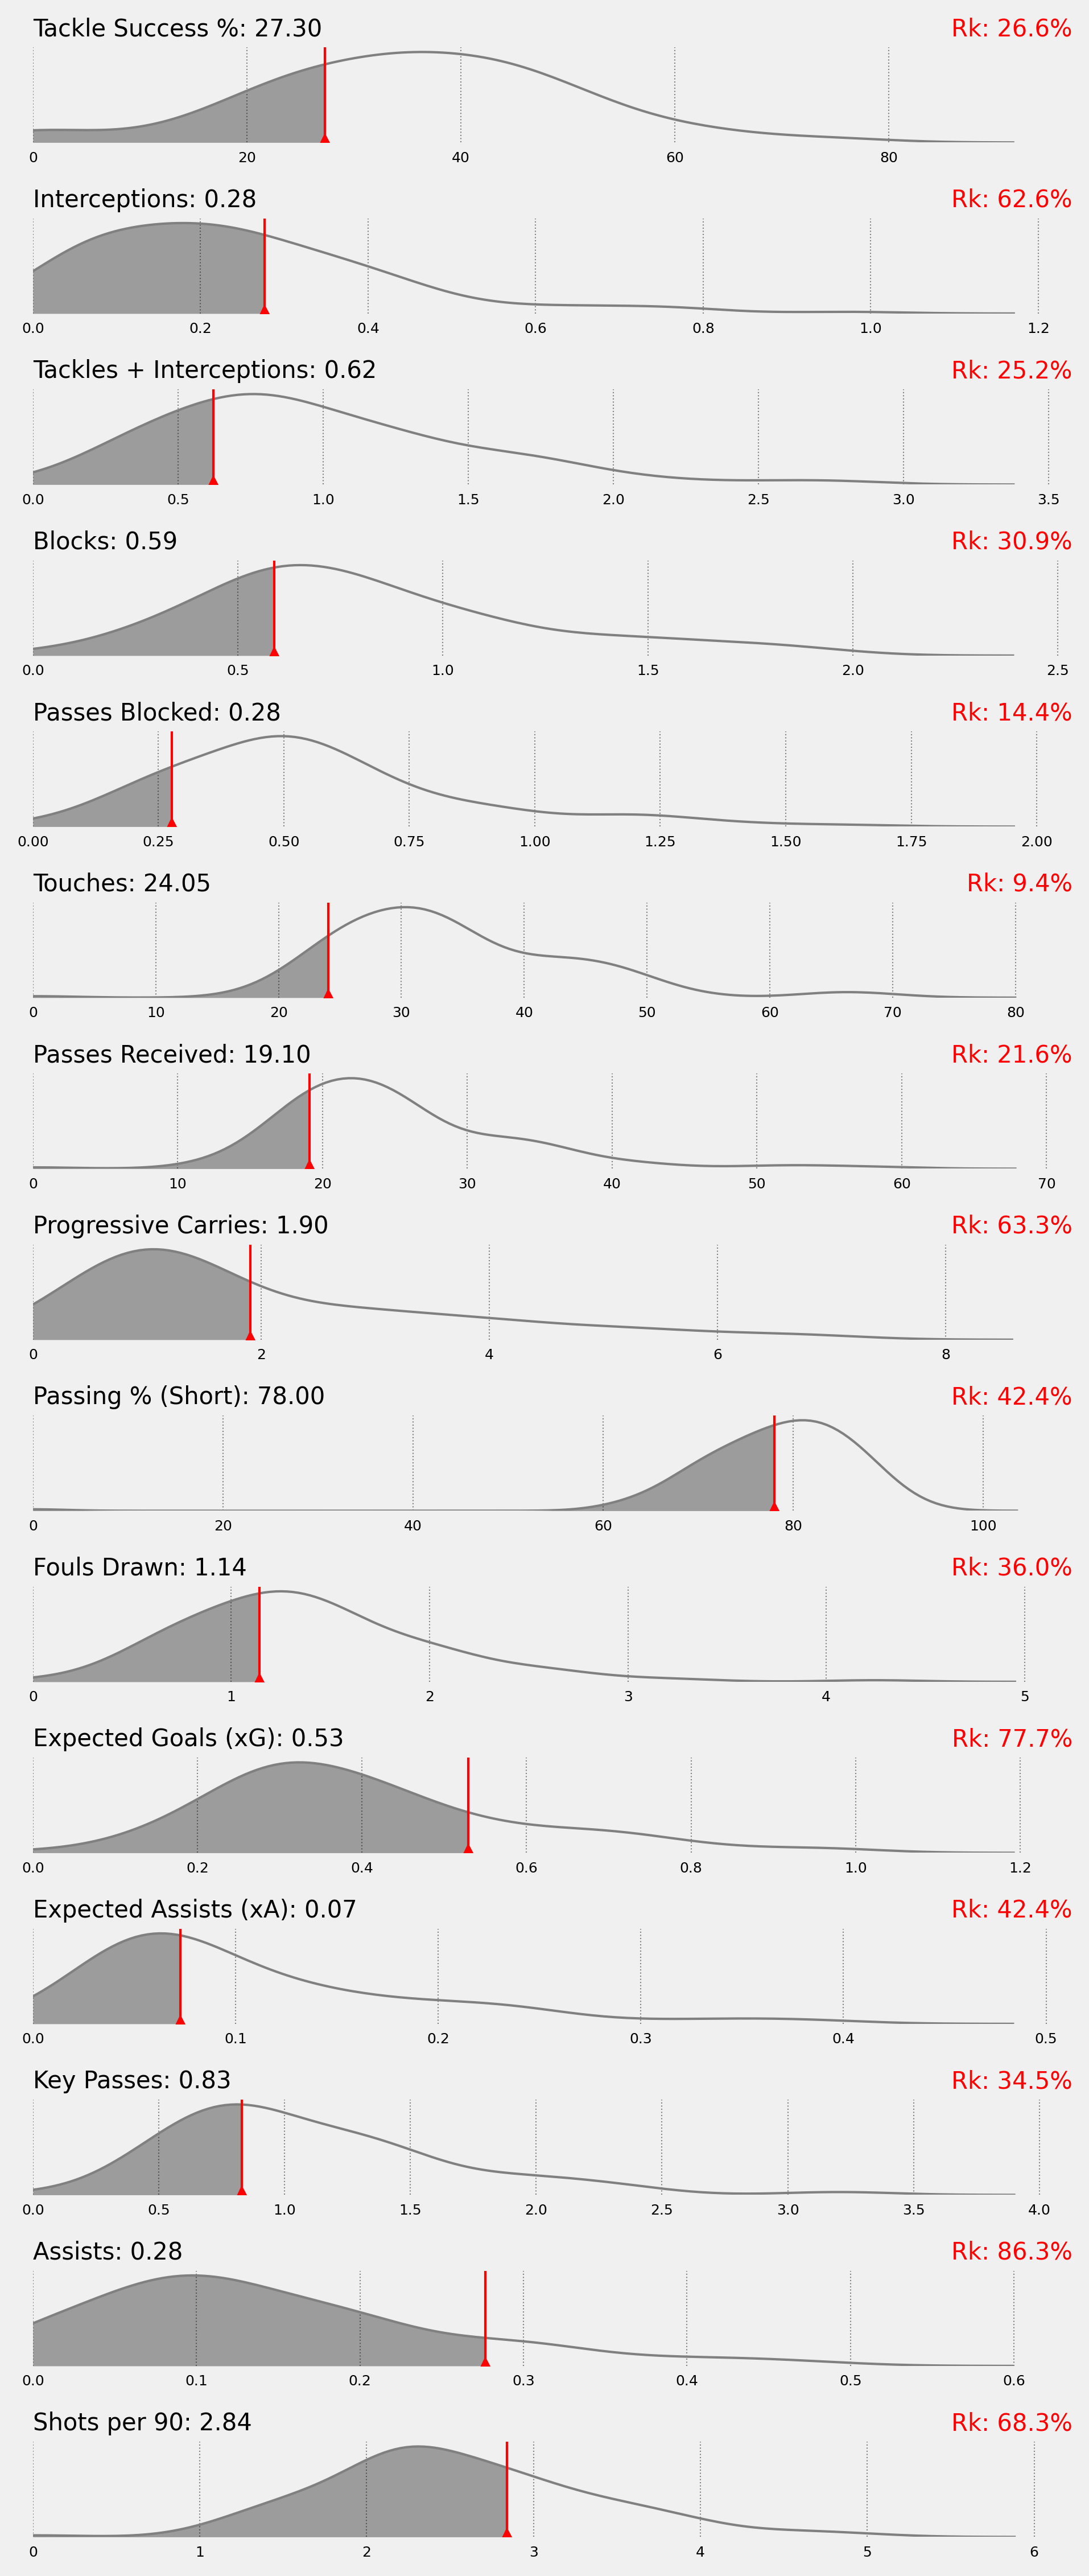 Tackle Success %: 27.30 Rk: 26.6%
0 20 40 60 80
Interceptions: 0.28 Rk: 62.6%
0.0 0.2 0.4 0.6 0.8 1.0 1.2
Tackles + Interceptions: 0.62 Rk: 25.2%
0.0 0.5 1.0 1.5 2.0 2.5 3.0 3.5
Blocks: 0.59 Rk: 30.9%
0.0 0.5 1.0 1.5 2.0 2.5
Passes Blocked: 0.28 Rk: 14.4%
0.00 0.25 0.50 0.75 1.00 1.25 1.50 1.75 2.00
Touches: 24.05 Rk: 9.4%
0 10 20 30 40 50 60 70 80
Passes Received: 19.10 Rk: 21.6%
0 10 20 30 40 50 60 70
Progressive Carries: 1.90 Rk: 63.3%
0 2 4 6 8
Passing % (Short): 78.00 Rk: 42.4%
0 20 40 60 80 100
Fouls Drawn: 1.14 Rk: 36.0%
0 1 2 3 4 5
Expected Goals (xG): 0.53 Rk: 77.7%
0.0 0.2 0.4 0.6 0.8 1.0 1.2
Expected Assists (xA): 0.07 Rk: 42.4%
0.0 0.1 0.2 0.3 0.4 0.5
Key Passes: 0.83 Rk: 34.5%
0.0 0.5 1.0 1.5 2.0 2.5 3.0 3.5 4.0
Assists: 0.28 Rk: 86.3%
0.0 0.1 0.2 0.3 0.4 0.5 0.6
Shots per 90: 2.84 Rk: 68.3%
0 1 2 3 4 5 6